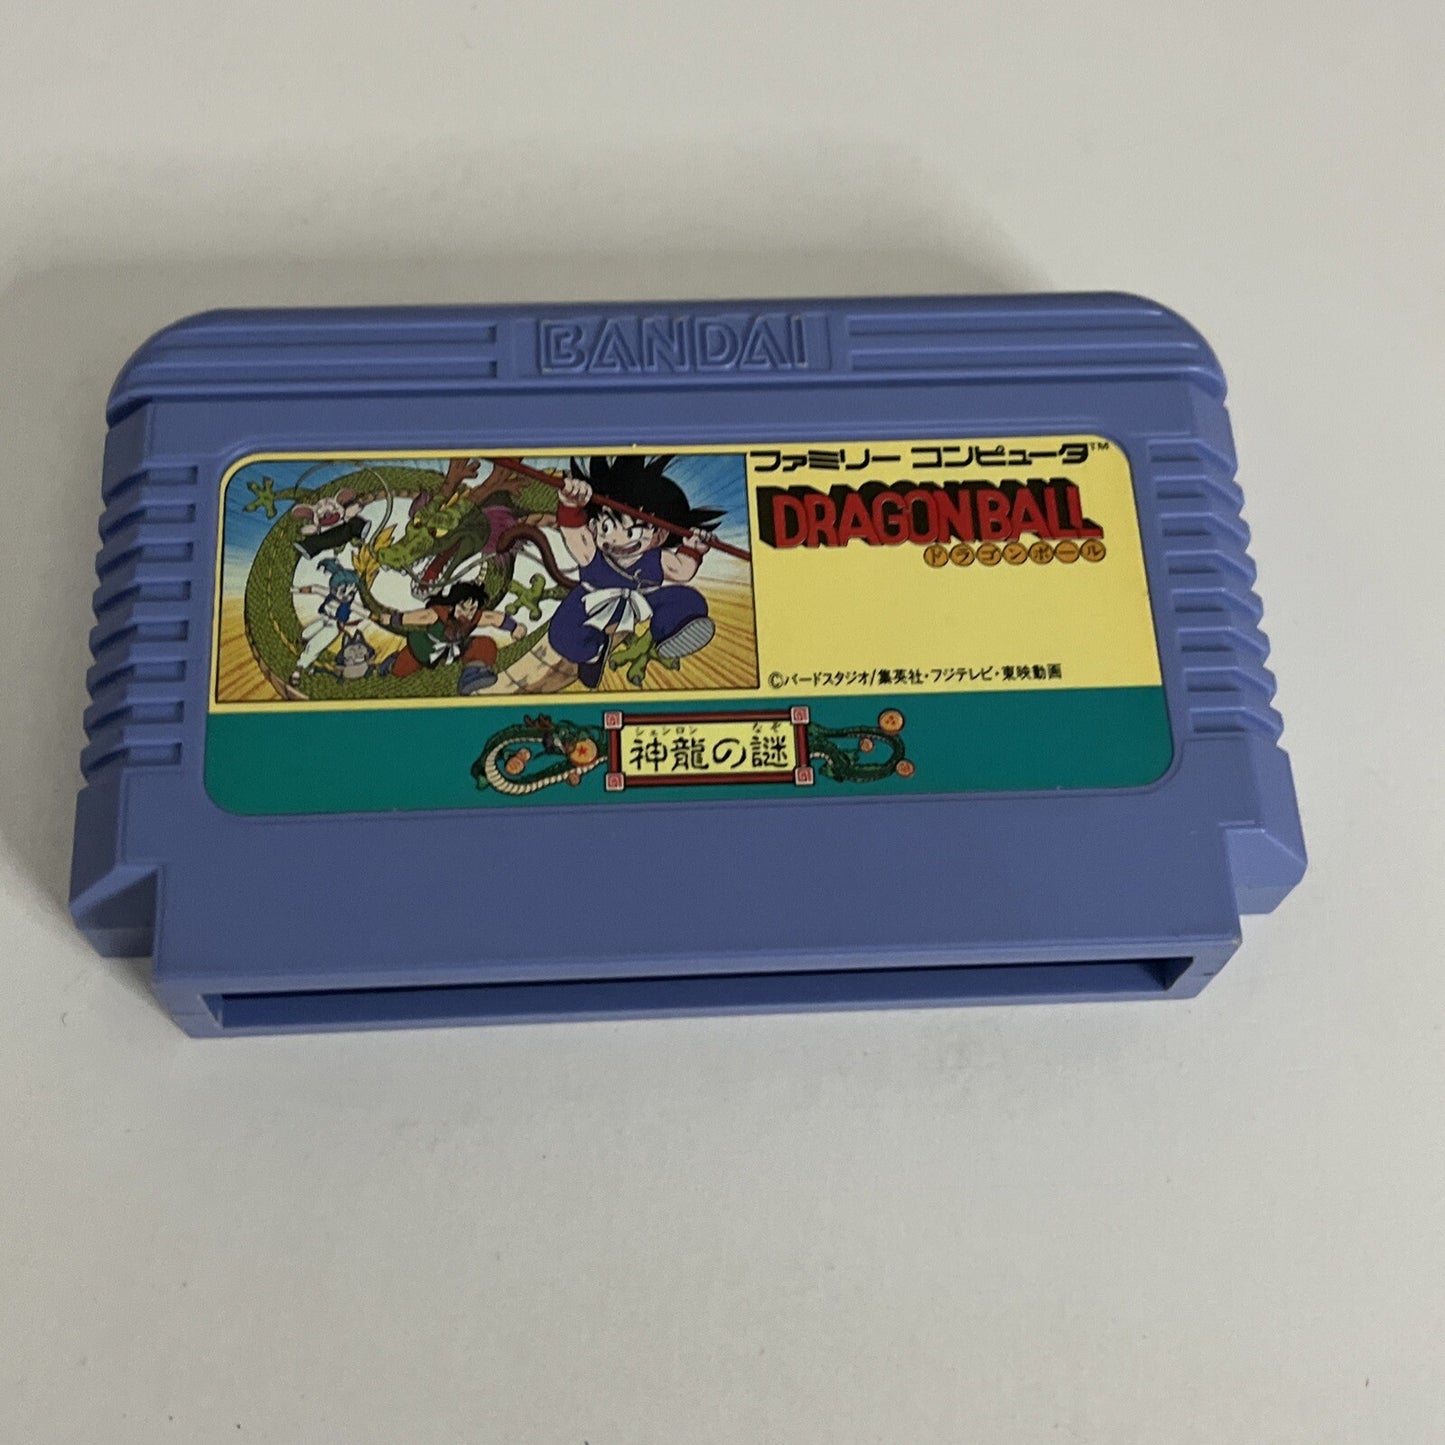 BANDAI
ファミリー コンピュータ™
DRAGON BALL
ドラゴンボール
©バードスタジオ/集英社・フジテレビ・東映動画
シェンロン なぞ
神龍の謎